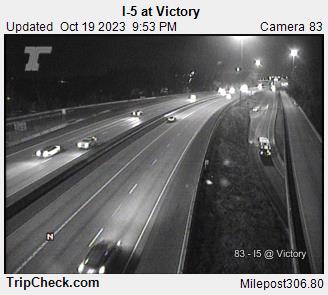 I-5 at Victory
Updated Oct 19 2023 9:53 PM Camera 83
T
N
83 - I5 @ Victory
TripCheck.com Milepost306.80